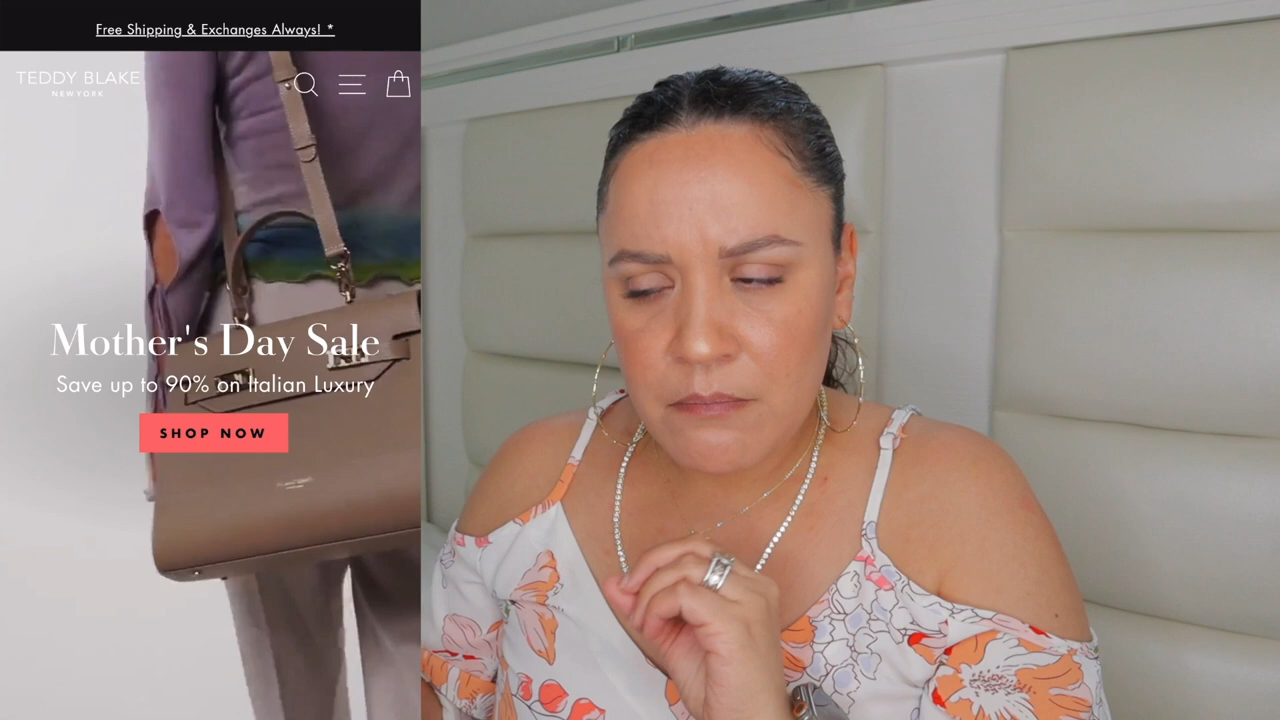 Free Shipping & Exchanges Always! *
TEDDY BLAKE
NEW YORK
Mother's Day Sale
Save up to 90% on Italian Luxury
SHOP NOW